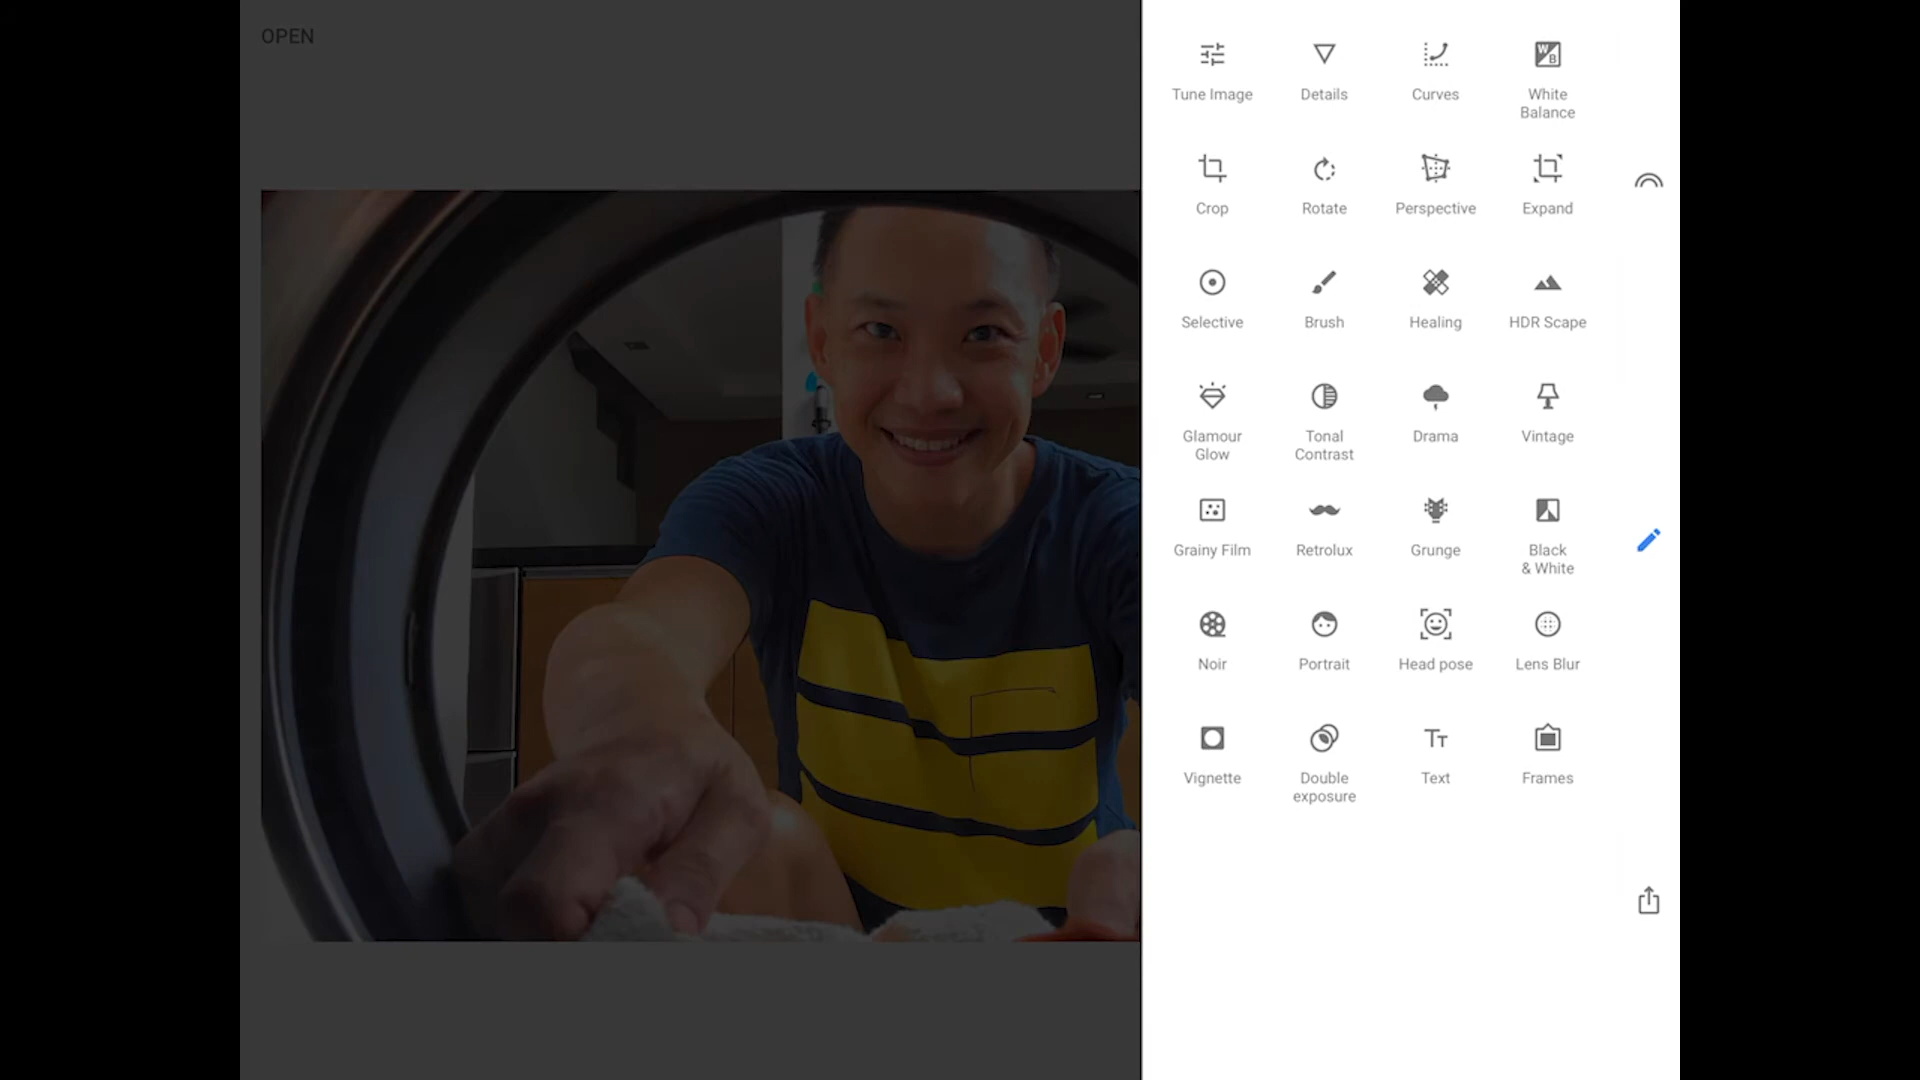 OPEN
Tune Image
Details
Curves
White
Balance
Crop
Rotate
Perspective
Expand
Selective
Brush
Healing
HDR Scape
Glamour
Glow
Tonal
Contrast
Drama
Vintage
Grainy Film
Retrolux
Grunge
Black
& White
Noir
Portrait
Head pose
Lens Blur
Vignette
Double
exposure
Text
Frames